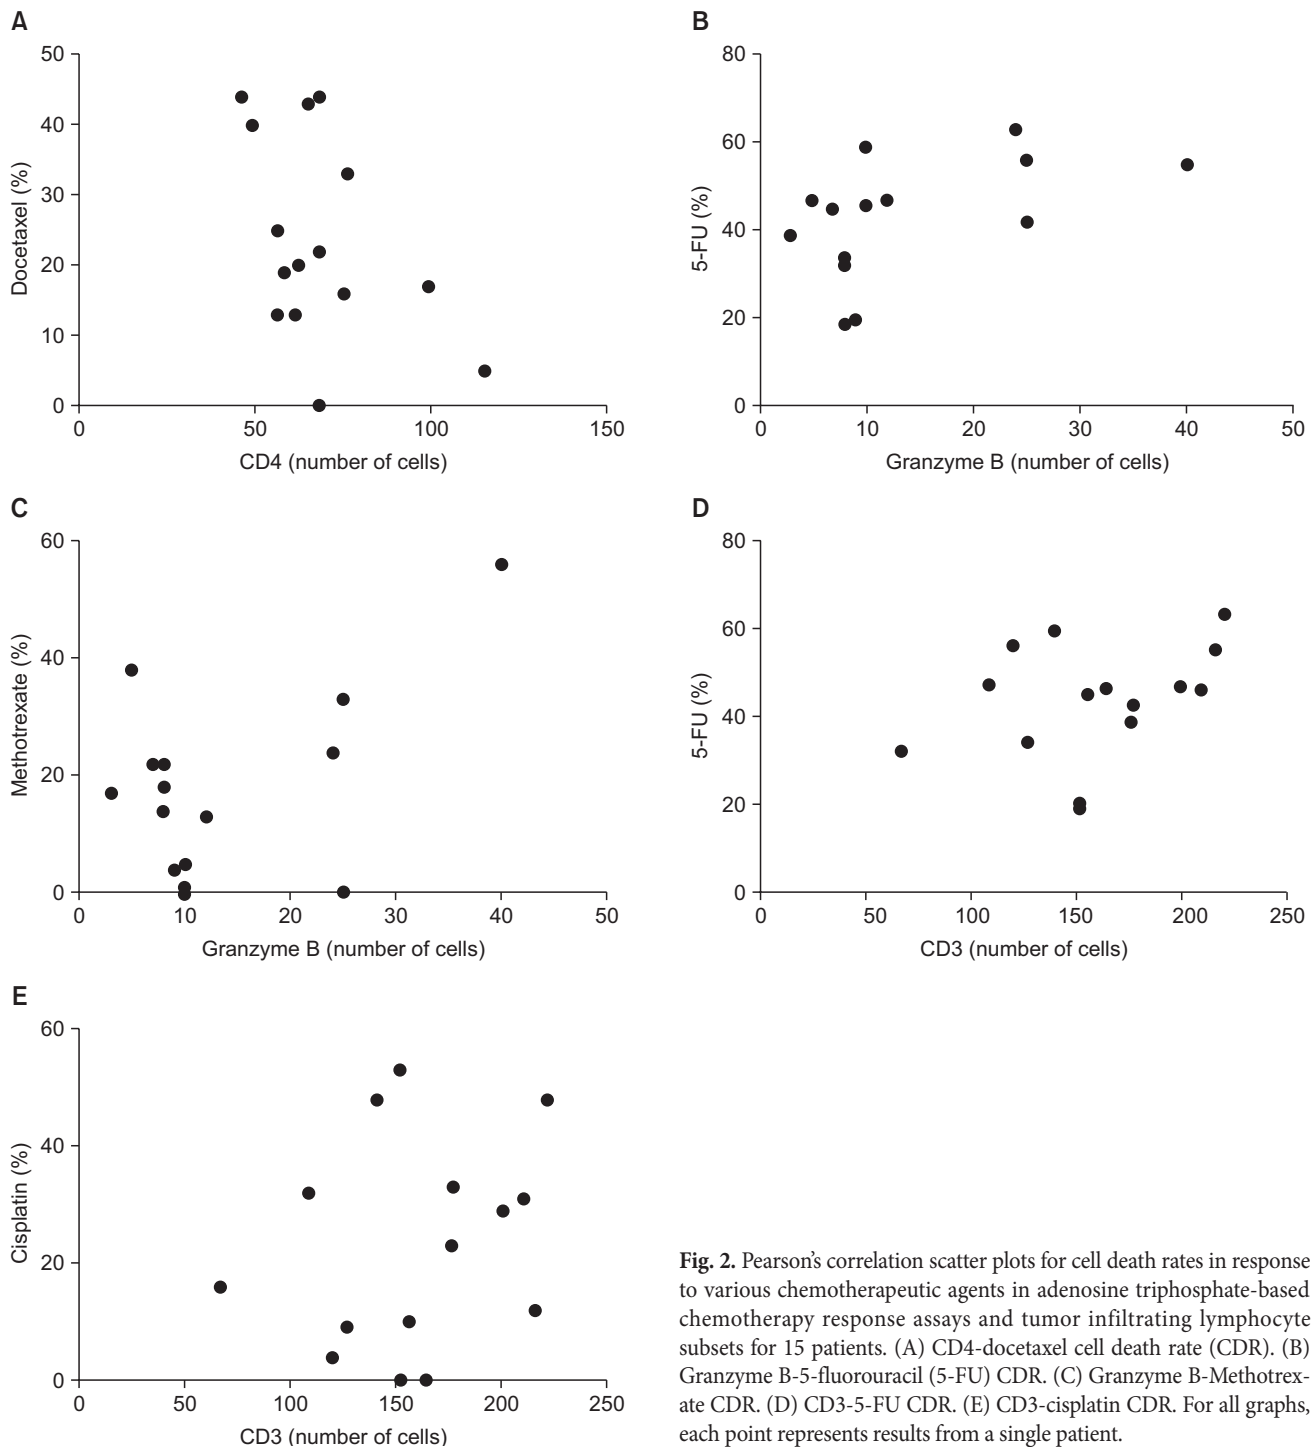 A
50
40
30
20
10
0
Docetaxel (%)
0 50 100 150
CD4 (number of cells)
B
80
60
40
20
0
5-FU (%)
0 10 20 30 40 50
Granzyme B (number of cells)
C
60
40
20
0
Methotrexate (%)
0 10 20 30 40 50
Granzyme B (number of cells)
D
80
60
40
20
0
5-FU (%)
0 50 100 150 200 250
CD3 (number of cells)
E
60
40
20
0
Cisplatin (%)
0 50 100 150 200 250
CD3 (number of cells)
Fig. 2. Pearson's correlation scatter plots for cell death rates in response
to various chemotherapeutic agents in adenosine triphosphate-based
chemotherapy response assays and tumor infiltrating lymphocyte
subsets for 15 patients. (A) CD4-docetaxel cell death rate (CDR). (B)
Granzyme B-5-fluorouracil (5-FU) CDR. (C) Granzyme B-Methotrex-
ate CDR. (D) CD3-5-FU CDR. (E) CD3-cisplatin CDR. For all graphs,
each point represents results from a single patient.